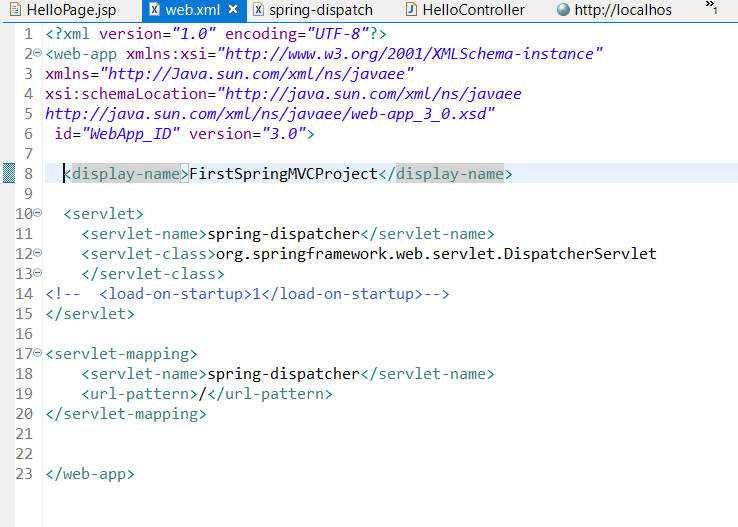 HelloPage.jsp web.xml spring-dispatch HelloController http://localhos » 1
1 <?xml version="1.0" encoding="UTF-8"?>
2 <web-app xmlns:xsi="http://www.w3.org/2001/XMLSchema-instance"
3 xmlns="http://Java.sun.com/xml/ns/javaee"
4 xsi:schemaLocation="http://java.sun.com/xml/ns/javaee
5 http://java.sun.com/xml/ns/javaee/web-app_3_0.xsd"
6 id="WebApp_ID" version="3.0">
7
8 <display-name>FirstSpringMVCProject</display-name>
9
10 <servlet>
11 <servlet-name>spring-dispatcher</servlet-name>
12 <servlet-class>org.springframework.web.servlet.DispatcherServlet
13 </servlet-class>
14 <!-- <load-on-startup>1</load-on-startup>-->
15 </servlet>
16
17 <servlet-mapping>
18 <servlet-name>spring-dispatcher</servlet-name>
19 <url-pattern>/</url-pattern>
20 </servlet-mapping>
21
22
23 </web-app>